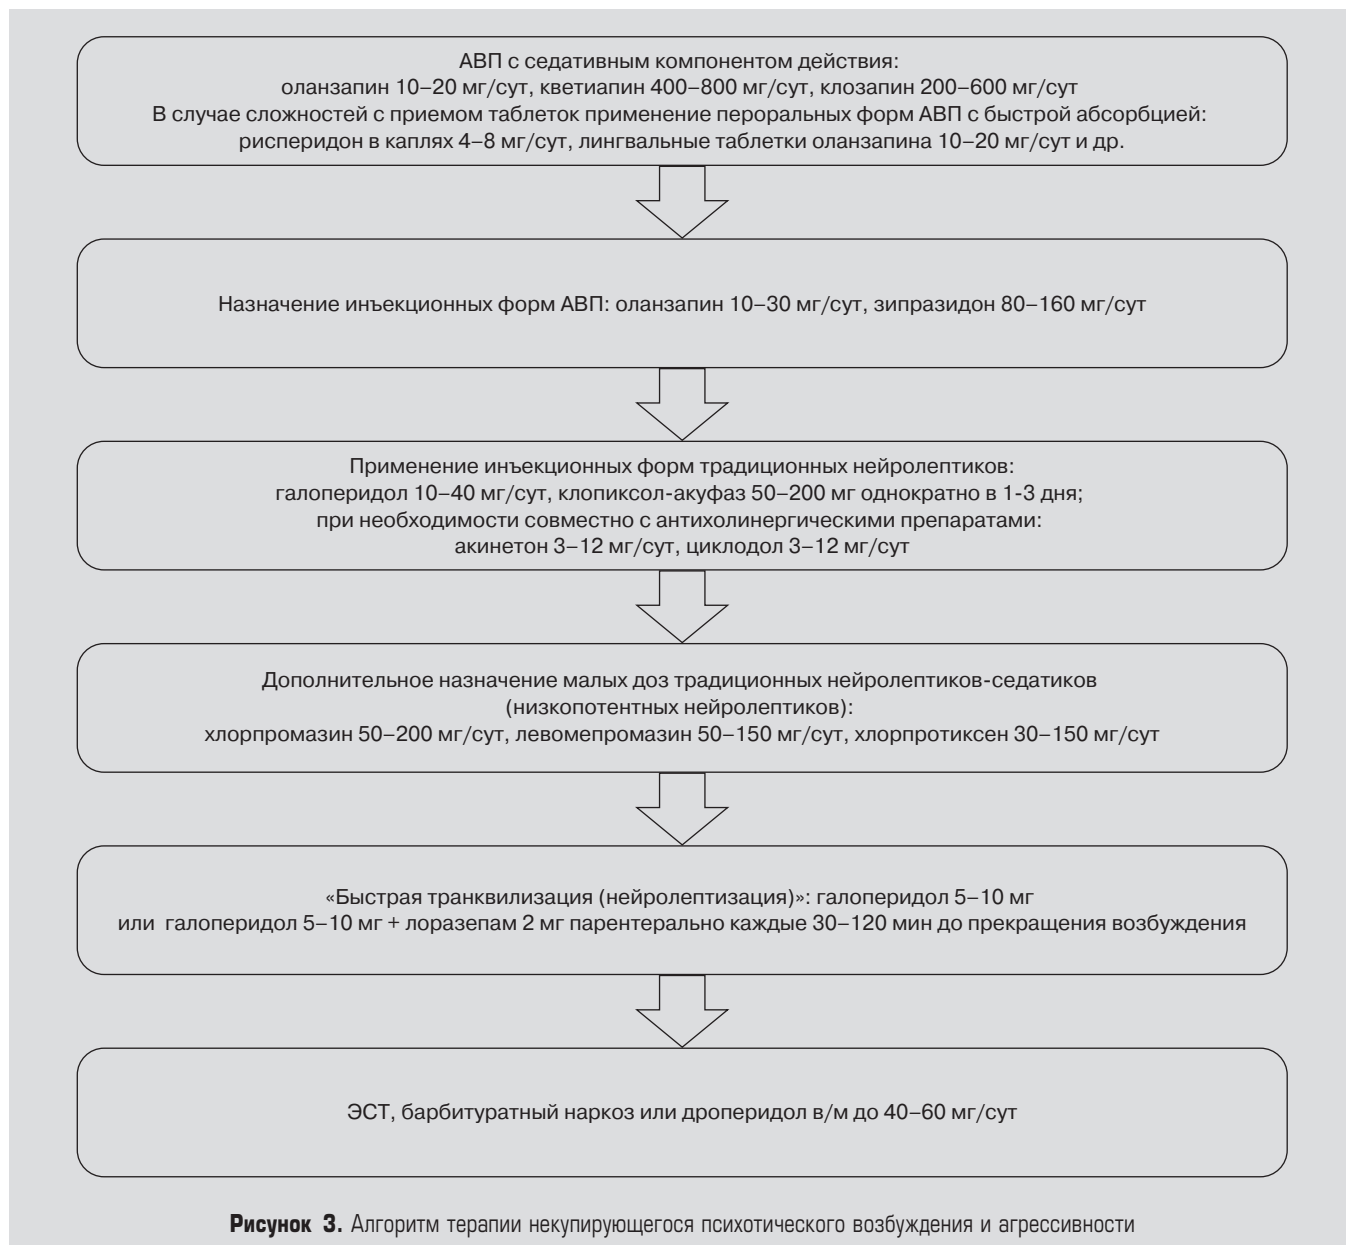 АВП с седативным компонентом действия:
оланзапин 10–20 мг/сут, кветиапин 400–800 мг/сут, клозапин 200–600 мг/сут
В случае сложностей с приемом таблеток применение пероральных форм АВП с быстрой абсорбцией:
рисперидон в каплях 4–8 мг/сут, лингвальные таблетки оланзапина 10–20 мг/сут и др.
Назначение инъекционных форм АВП: оланзапин 10–30 мг/сут, зипразидон 80–160 мг/сут
Применение инъекционных форм традиционных нейролептиков:
галоперидол 10–40 мг/сут, клопиксол-акуфаз 50–200 мг однократно в 1-3 дня;
при необходимости совместно с антихолинергическими препаратами:
акинетон 3–12 мг/сут, циклодол 3–12 мг/сут
Дополнительное назначение малых доз традиционных нейролептиков-седатиков
(низкопотентных нейролептиков):
хлорпромазин 50–200 мг/сут, левомепромазин 50–150 мг/сут, хлорпротиксен 30–150 мг/сут
«Быстрая транквилизация (нейролептизация)»: галоперидол 5–10 мг
или галоперидол 5–10 мг + лоразепам 2 мг парентерально каждые 30–120 мин до прекращения возбуждения
ЭСТ, барбитуратный наркоз или дроперидол в/м до 40–60 мг/сут
Рисунок 3. Алгоритм терапии некупирующегося психотического возбуждения и агрессивности